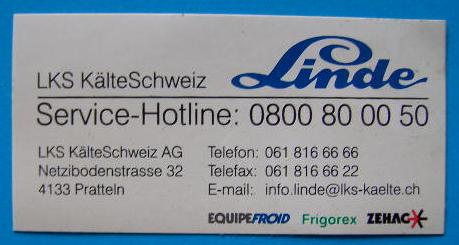 LKS KälteSchweiz Linde
Service-Hotline: 0800 80 00 50
LKS KälteSchweiz AG Telefon: 061 816 66 66
Netzibodenstrasse 32 Telefax: 061 816 66 22
4133 Pratteln E-mail: info.linde@lks-kaelte.ch
EQUIPEFROID Frigorex ZEHAG